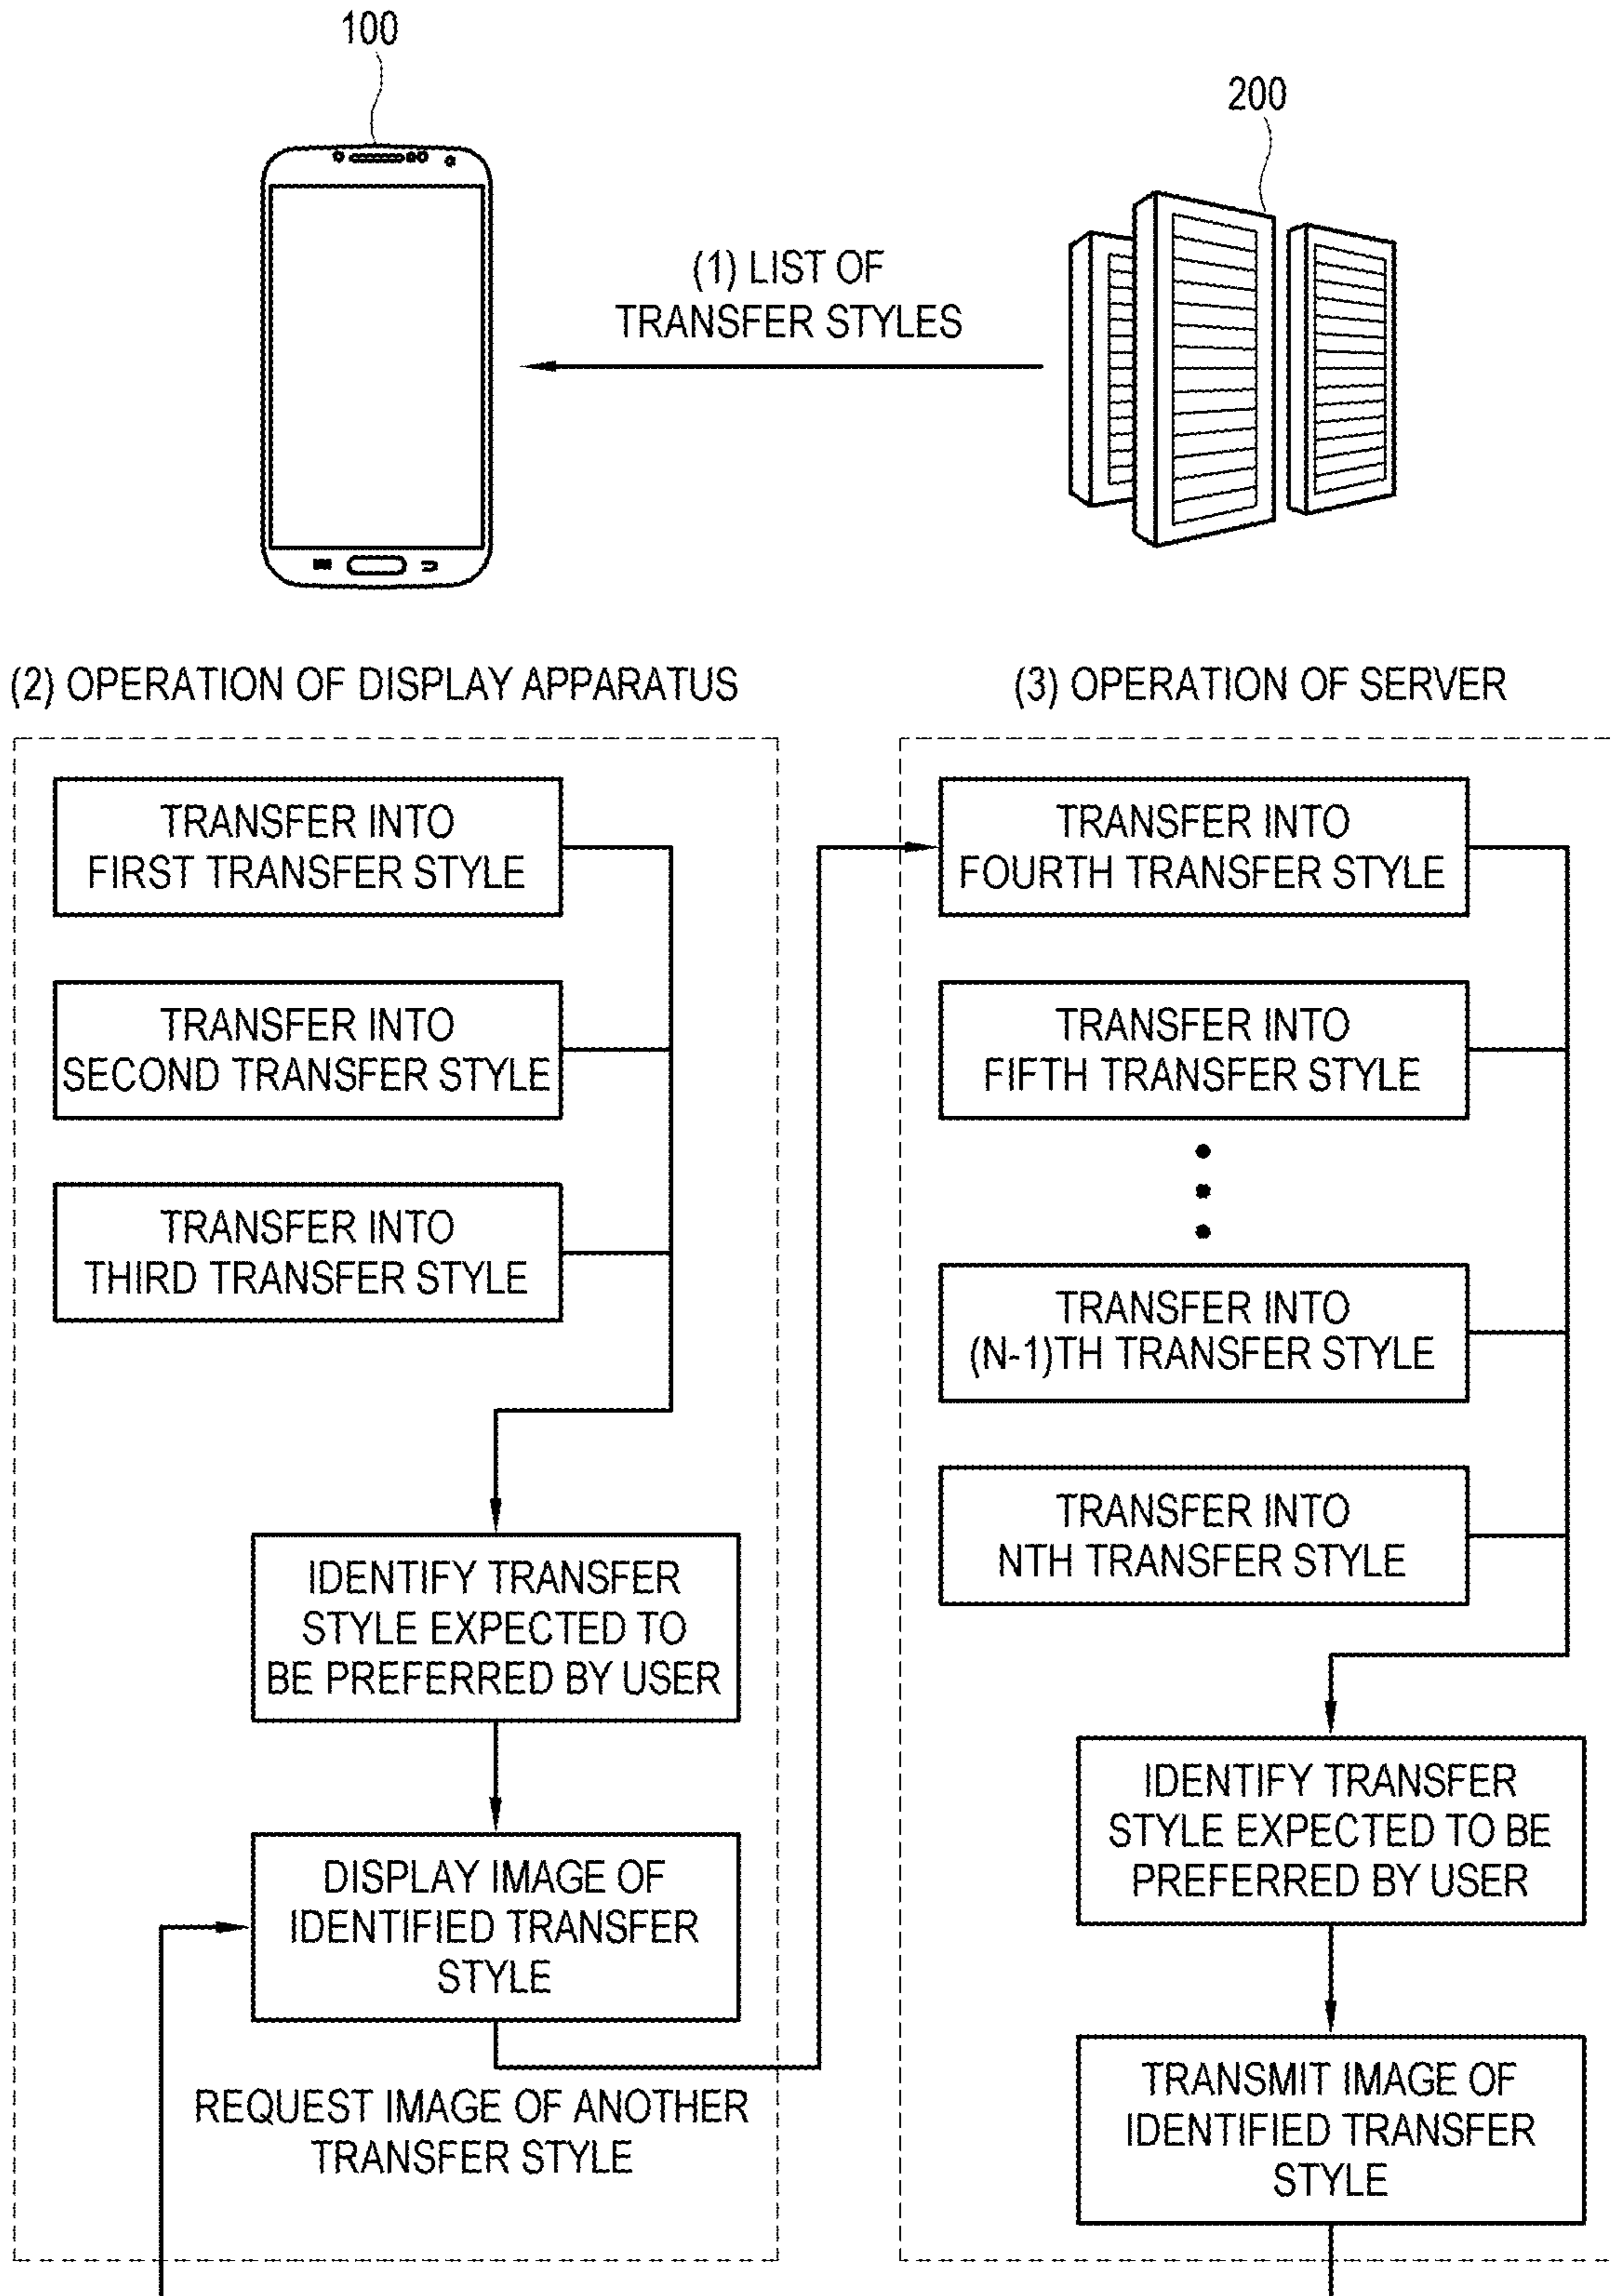 100
200
(1) LIST OF
TRANSFER STYLES
(2) OPERATION OF DISPLAY APPARATUS
TRANSFER INTO
FIRST TRANSFER STYLE
TRANSFER INTO
SECOND TRANSFER STYLE
TRANSFER INTO
THIRD TRANSFER STYLE
IDENTIFY TRANSFER
STYLE EXPECTED TO
BE PREFERRED BY USER
DISPLAY IMAGE OF
IDENTIFIED TRANSFER
STYLE
REQUEST IMAGE OF ANOTHER
TRANSFER STYLE
(3) OPERATION OF SERVER
TRANSFER INTO
FOURTH TRANSFER STYLE
TRANSFER INTO
FIFTH TRANSFER STYLE
TRANSFER INTO
(N-1)TH TRANSFER STYLE
TRANSFER INTO
NTH TRANSFER STYLE
IDENTIFY TRANSFER
STYLE EXPECTED TO BE
PREFERRED BY USER
TRANSMIT IMAGE OF
IDENTIFIED TRANSFER
STYLE